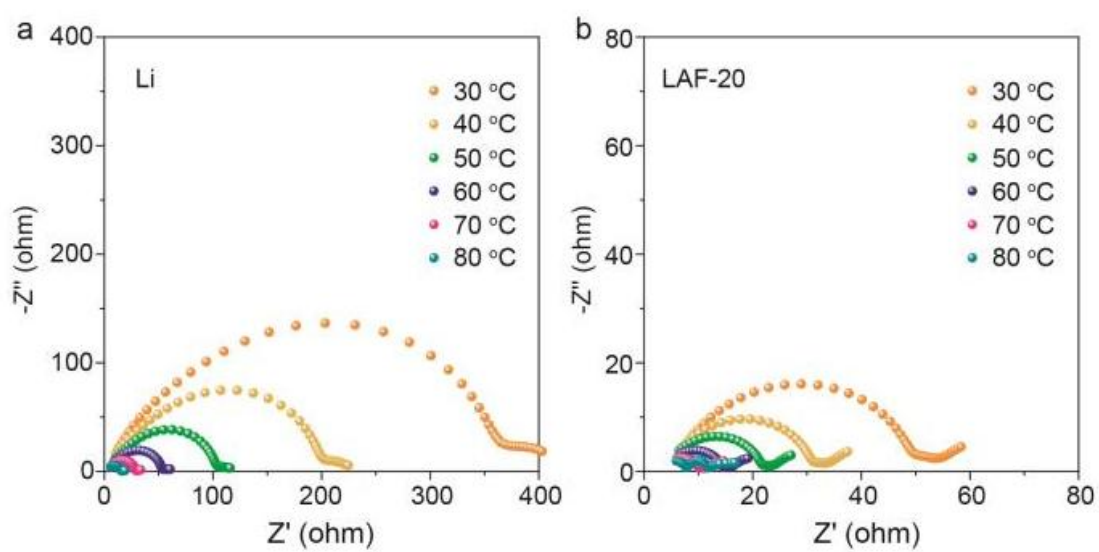 a
Li
30 °C
40 °C
50 °C
60 °C
70 °C
80 °C
400
300
200
100
0
-Z" (ohm)
0 100 200 300 400
Z' (ohm)
b
LAF-20
30 °C
40 °C
50 °C
60 °C
70 °C
80 °C
80
60
40
20
0
-Z" (ohm)
0 20 40 60 80
Z' (ohm)